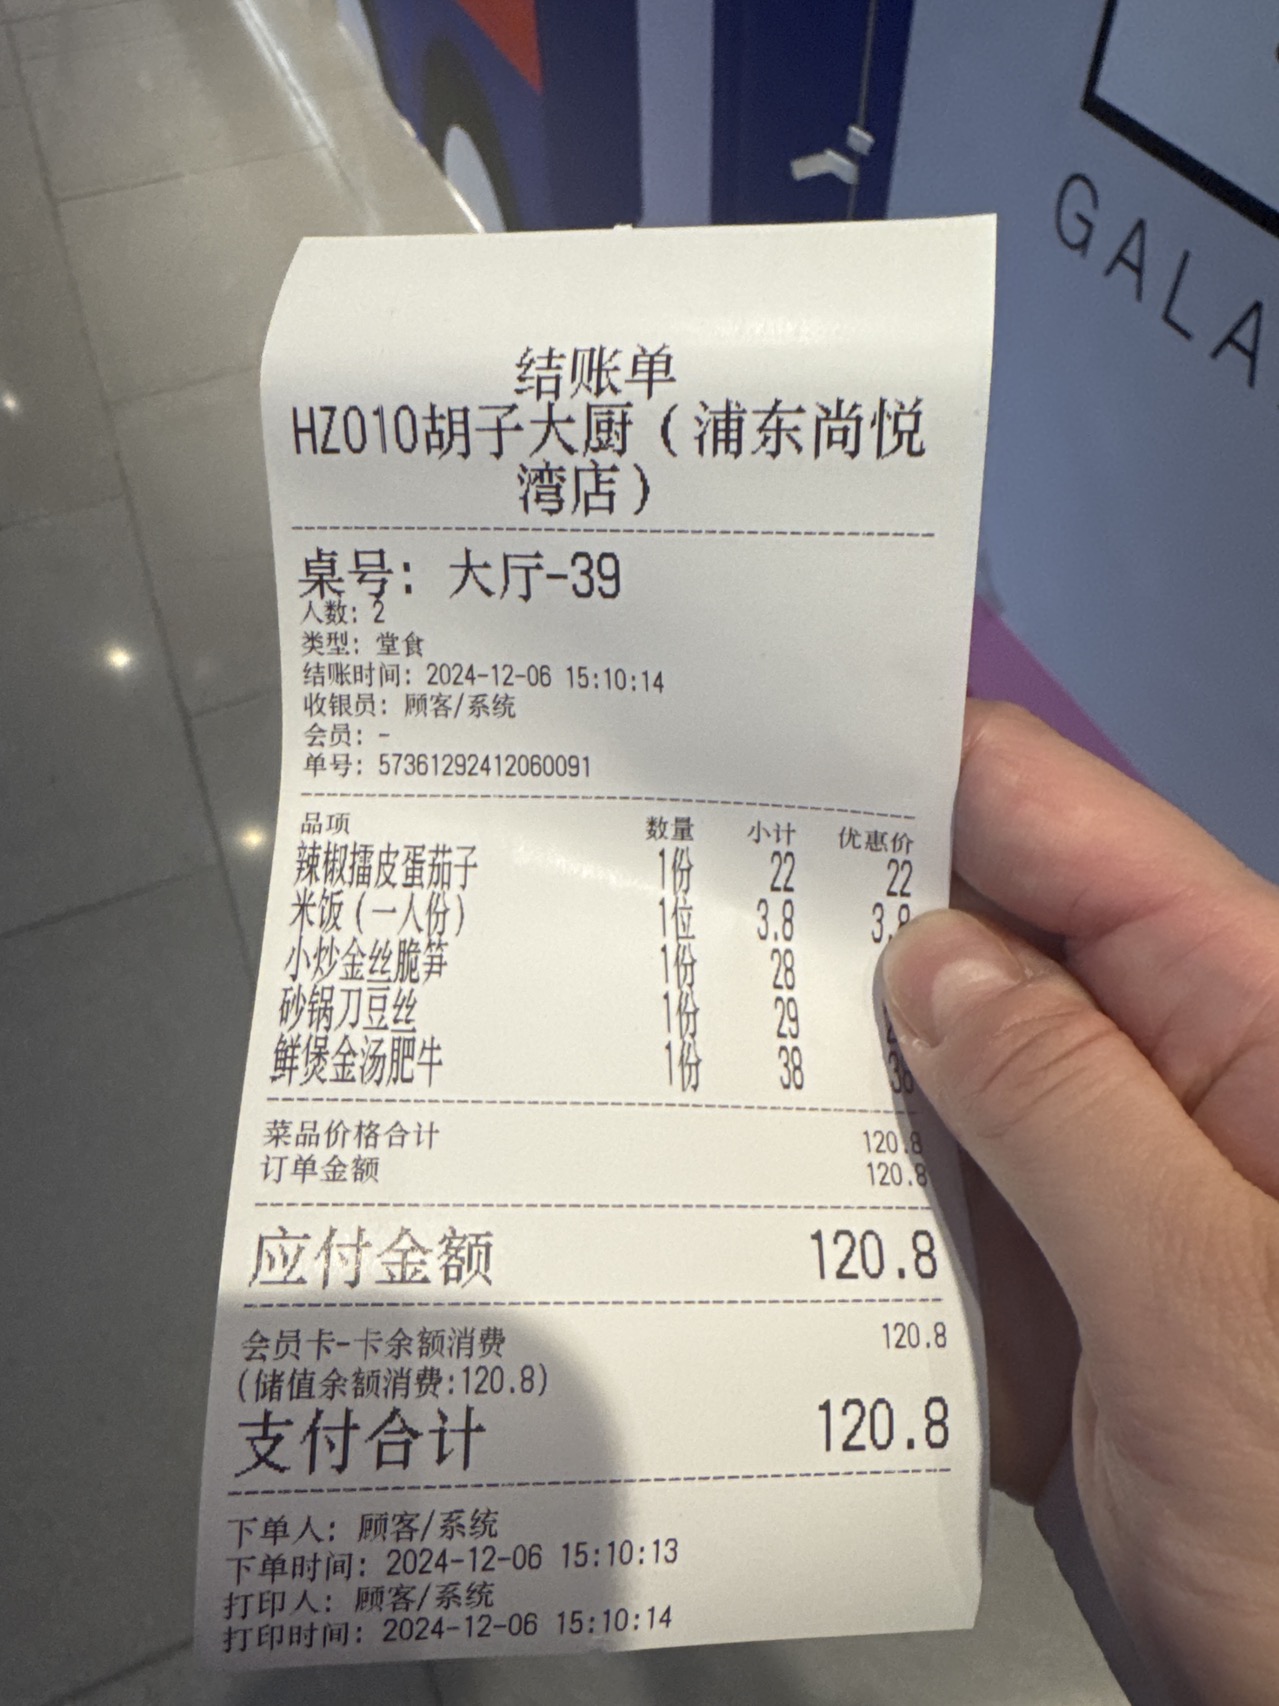 GALA
结账单
HZ010胡子大厨（浦东尚悦
湾店）
桌号：大厅-39
人数：2
类型：堂食
结账时间：2024-12-06 15:10:14
收银员：顾客/系统
会员：-
单号：57361292412060091
品项 数量 小计 优惠价
辣椒擂皮蛋茄子 1份 22 22
米饭（一人份） 1位 3.8 3.8
小炒金丝脆笋 1份 28
砂锅刀豆丝 1份 29
鲜煲金汤肥牛 1份 38 38
菜品价格合计 120.8
订单金额 120.8
应付金额 120.8
会员卡-卡余额消费 120.8
(储值余额消费:120.8)
支付合计 120.8
下单人：顾客/系统
下单时间：2024-12-06 15:10:13
打印人：顾客/系统
打印时间：2024-12-06 15:10:14